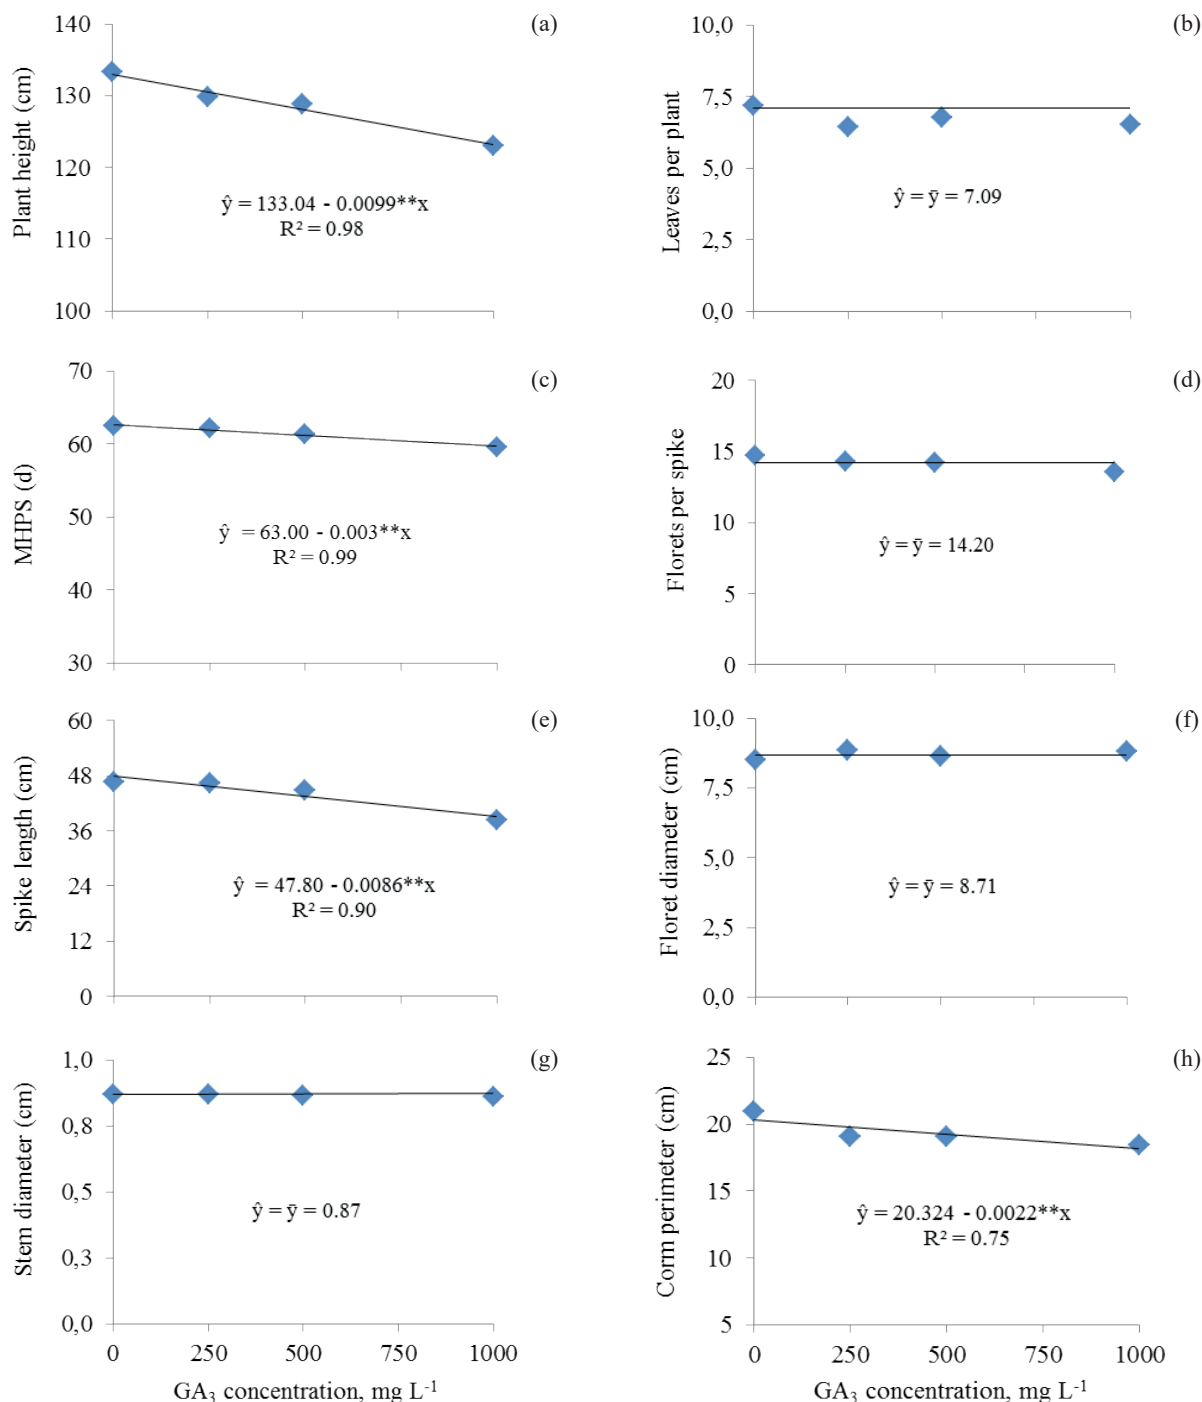 (a)
Plant height (cm)
140
130
120
110
100
ŷ = 133.04 - 0.0099**x
R² = 0.98
(b)
Leaves per plant
10,0
7,5
5,0
2,5
0,0
ŷ = ȳ = 7.09
(c)
MHPS (d)
70
60
50
40
30
ŷ = 63.00 - 0.003**x
R² = 0.99
(d)
Florets per spike
20
15
10
5
0
ŷ = ȳ = 14.20
(e)
Spike length (cm)
60
48
36
24
12
0
ŷ = 47.80 - 0.0086**x
R² = 0.90
(f)
Floret diameter (cm)
10,0
7,5
5,0
2,5
0,0
ŷ = ȳ = 8.71
(g)
Stem diameter (cm)
1,0
0,8
0,5
0,3
0,0
ŷ = ȳ = 0.87
0 250 500 1000
GA₃ concentration, mg L⁻¹
(h)
Corm perimeter (cm)
25
20
15
10
5
ŷ = 20.324 - 0.0022**x
R² = 0.75
0 250 500 1000
GA₃ concentration, mg L⁻¹